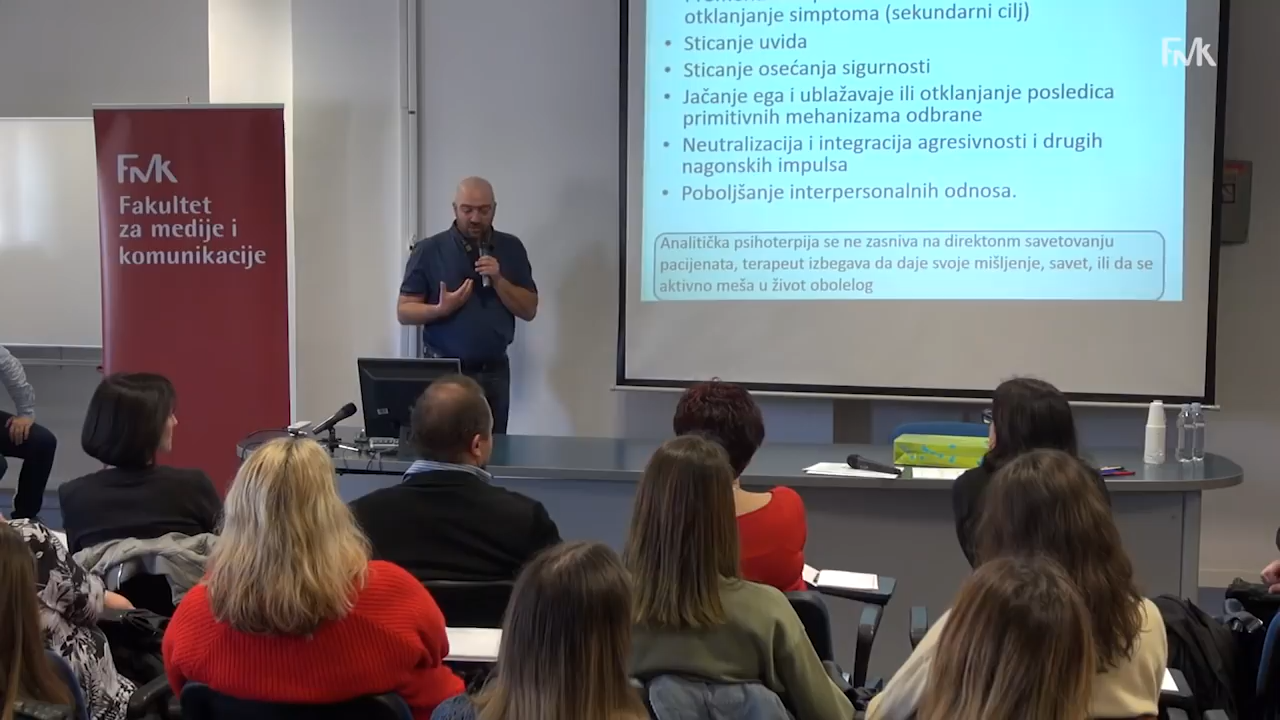 otklanjanje simptoma (sekundarni cilj)
• Sticanje uvida
• Sticanje osećanja sigurnosti
• Jačanje ega i ublažavaje ili otklanjanje posledica
primitivnih mehanizama odbrane
• Neutralizacija i integracija agresivnosti i drugih
nagonskih impulsa
• Poboljšanje interpersonalnih odnosa.
Analitička psihoterpija se ne zasniva na direktonm savetovanju
pacijenata, terapeut izbegava da daje svoje mišljenje, savet, ili da se
aktivno meša u život obolelog
FMK
FMK
Fakultet
za medije i
komunikacije